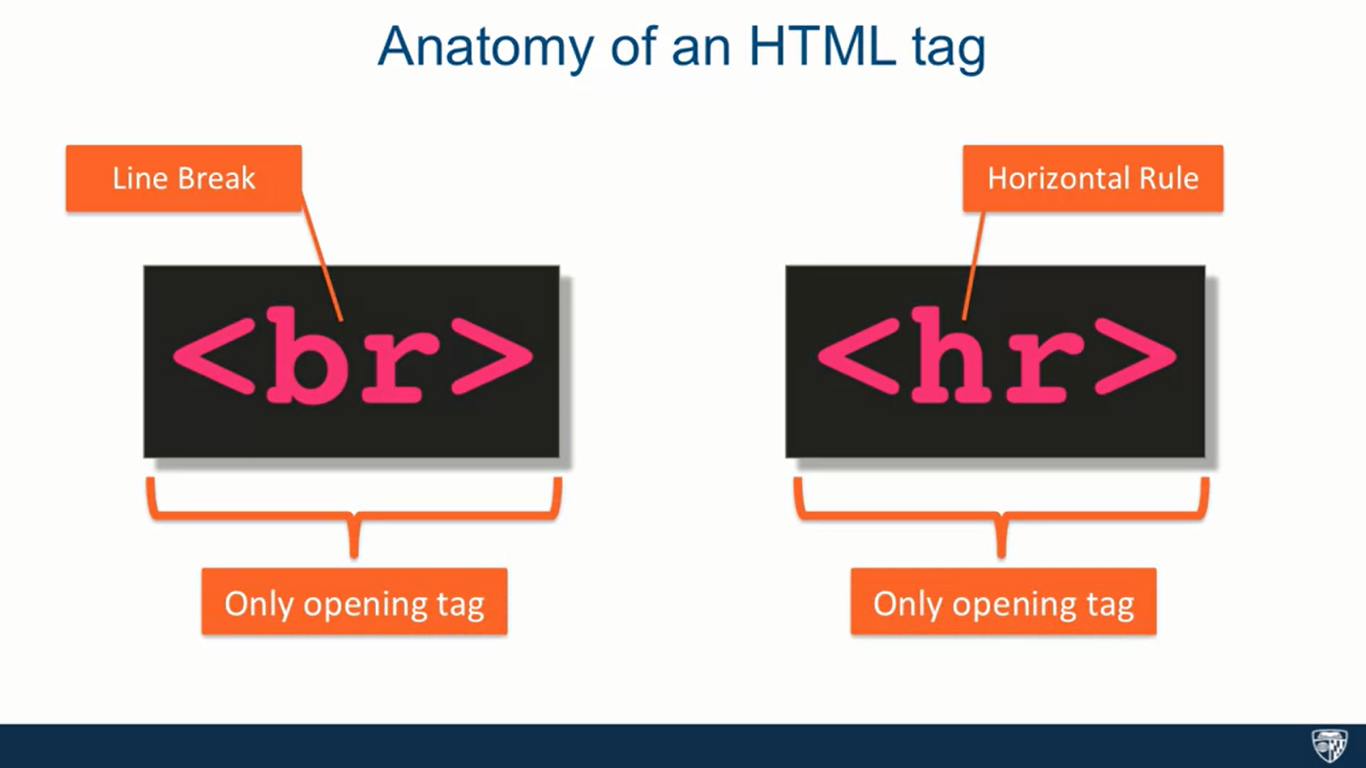 Anatomy of an HTML tag
Line Break
Horizontal Rule
<br>
<hr>
Only opening tag
Only opening tag